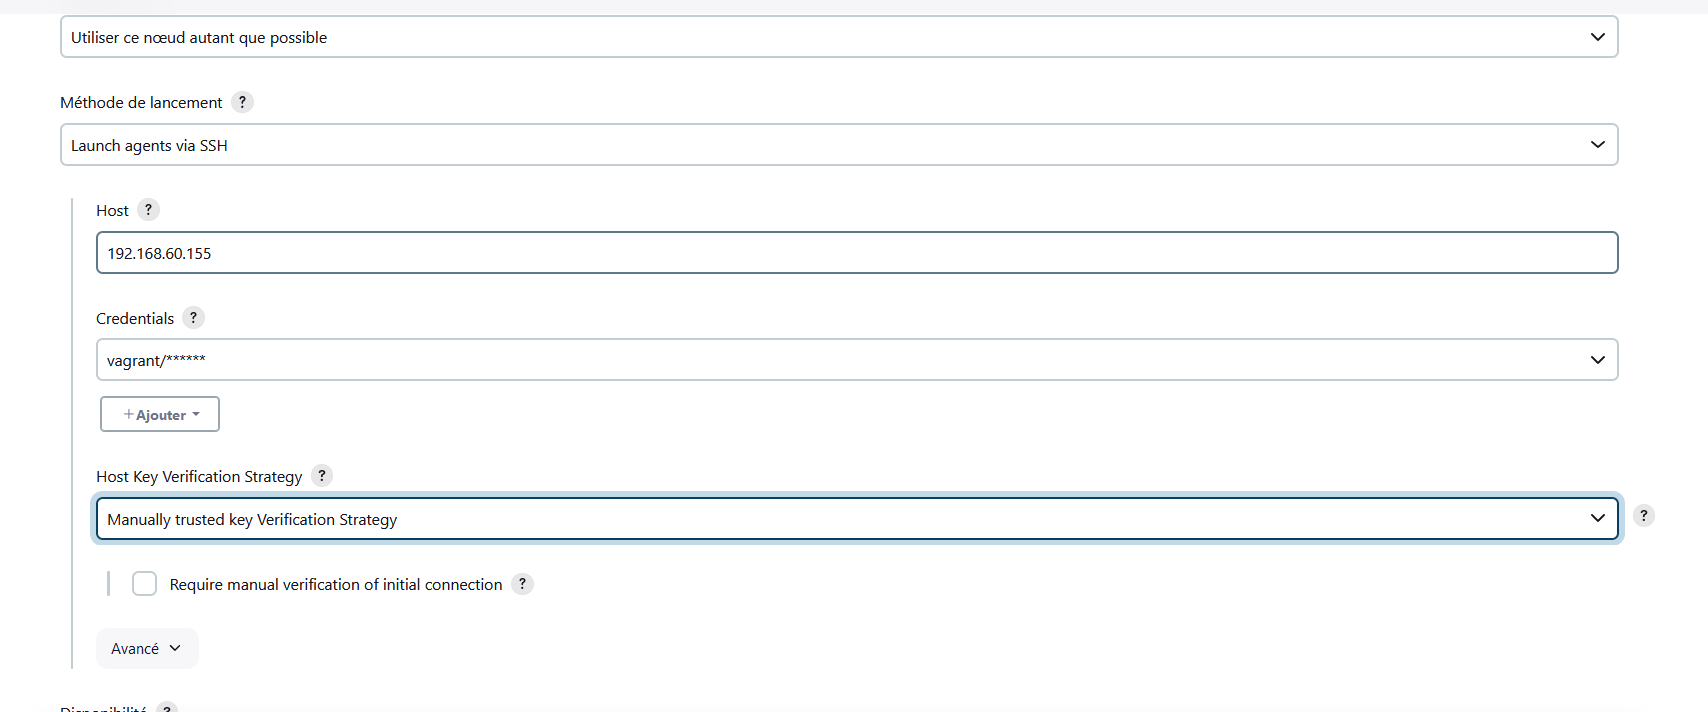 Utiliser ce nœud autant que possible
Méthode de lancement ?
Launch agents via SSH
Host ?
192.168.60.155
Credentials ?
vagrant/******
+Ajouter
Host Key Verification Strategy ?
Manually trusted key Verification Strategy ?
Require manual verification of initial connection ?
Avancé
Disponibilité ?